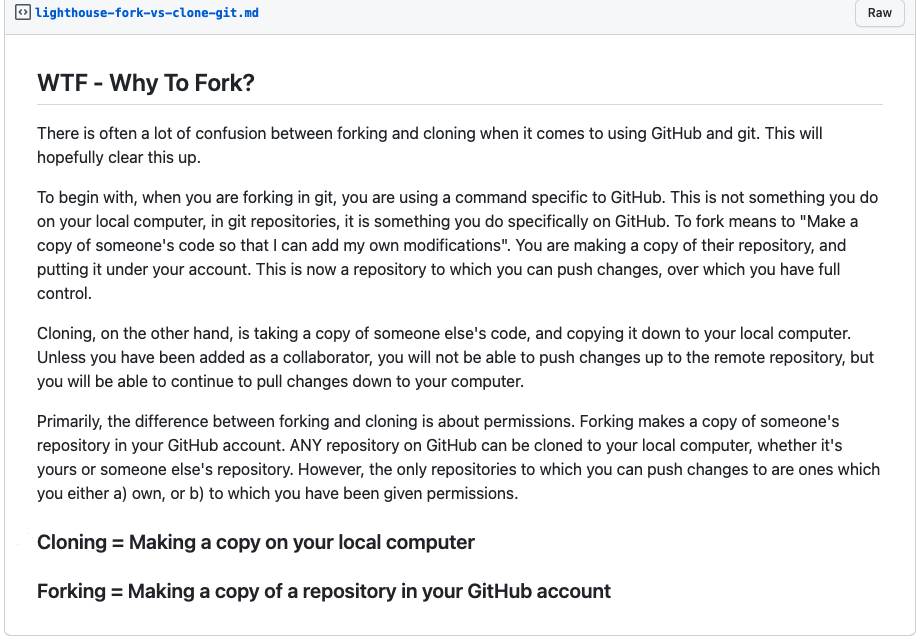 lighthouse-fork-vs-clone-git.md
Raw
WTF - Why To Fork?
There is often a lot of confusion between forking and cloning when it comes to using GitHub and git. This will
hopefully clear this up.
To begin with, when you are forking in git, you are using a command specific to GitHub. This is not something you do
on your local computer, in git repositories, it is something you do specifically on GitHub. To fork means to "Make a
copy of someone's code so that I can add my own modifications". You are making a copy of their repository, and
putting it under your account. This is now a repository to which you can push changes, over which you have full
control.
Cloning, on the other hand, is taking a copy of someone else's code, and copying it down to your local computer.
Unless you have been added as a collaborator, you will not be able to push changes up to the remote repository, but
you will be able to continue to pull changes down to your computer.
Primarily, the difference between forking and cloning is about permissions. Forking makes a copy of someone's
repository in your GitHub account. ANY repository on GitHub can be cloned to your local computer, whether it's
yours or someone else's repository. However, the only repositories to which you can push changes to are ones which
you either a) own, or b) to which you have been given permissions.
Cloning = Making a copy on your local computer
Forking = Making a copy of a repository in your GitHub account